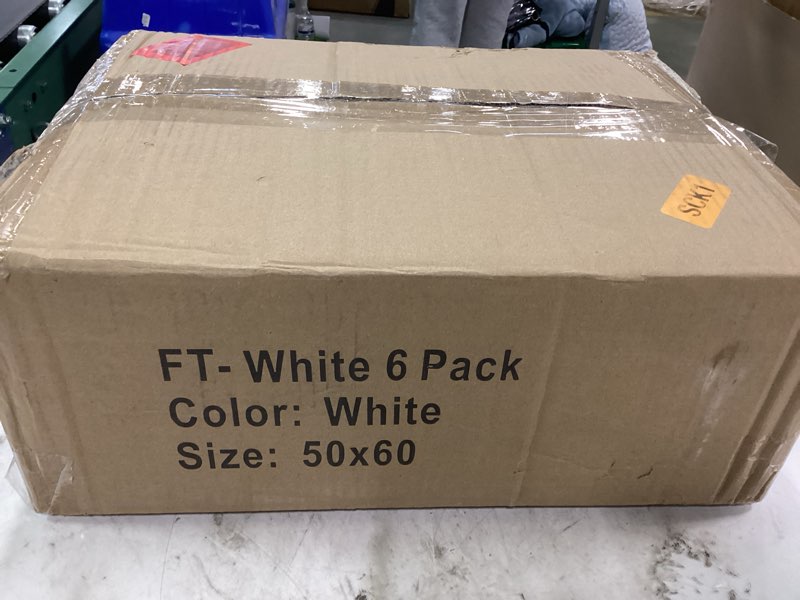 SCK1
FT- White 6 Pack
Color: White
Size: 50x60